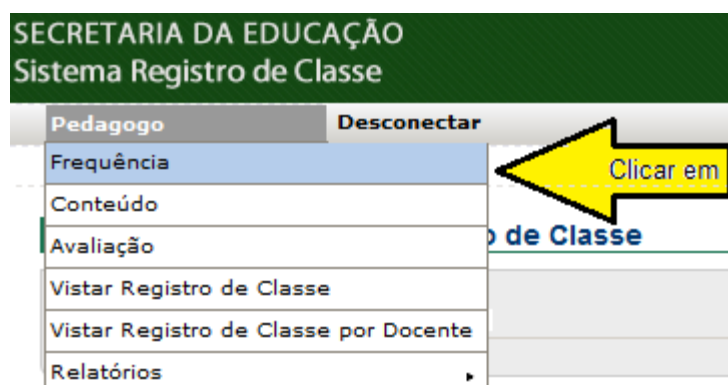 SECRETARIA DA EDUCAÇÃO
Sistema Registro de Classe
Pedagogo Desconectar
Frequência
Clicar em
Conteúdo
de Classe
Avaliação
Vistar Registro de Classe
Vistar Registro de Classe por Docente
Relatórios